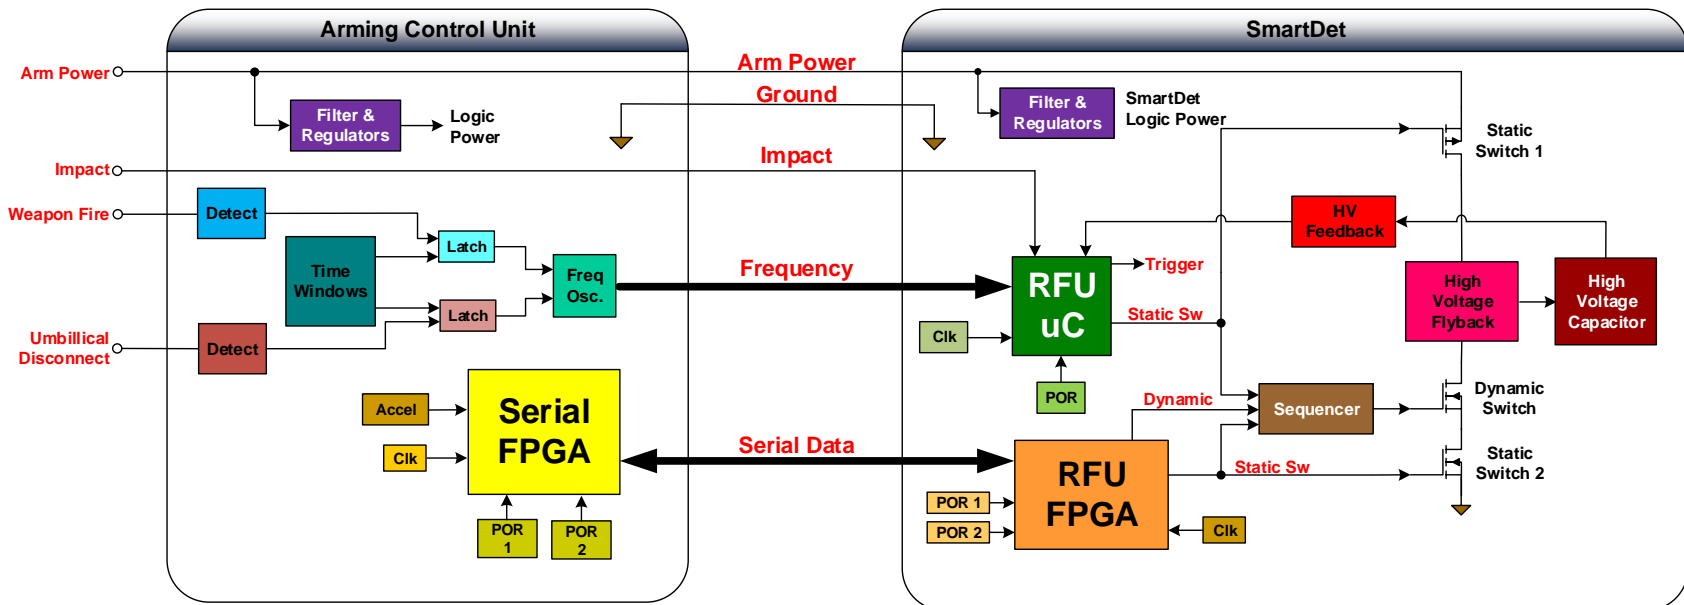 Arming Control Unit
SmartDet
Arm Power
Arm Power
Ground
Filter &
Regulators
Logic
Power
Filter &
Regulators
SmartDet
Logic Power
Static
Switch 1
Impact
Impact
Weapon Fire
Detect
Latch
Time
Windows
Freq
Osc.
Latch
Umbillical
Disconnect
Detect
Frequency
RFU
uC
Trigger
Static Sw
Clk
POR
HV
Feedback
High
Voltage
Flyback
High
Voltage
Capacitor
Accel
Clk
Serial
FPGA
POR
1
POR
2
Serial Data
Dynamic
Sequencer
Dynamic
Switch
RFU
FPGA
Static Sw
Static
Switch 2
POR 1
POR 2
Clk